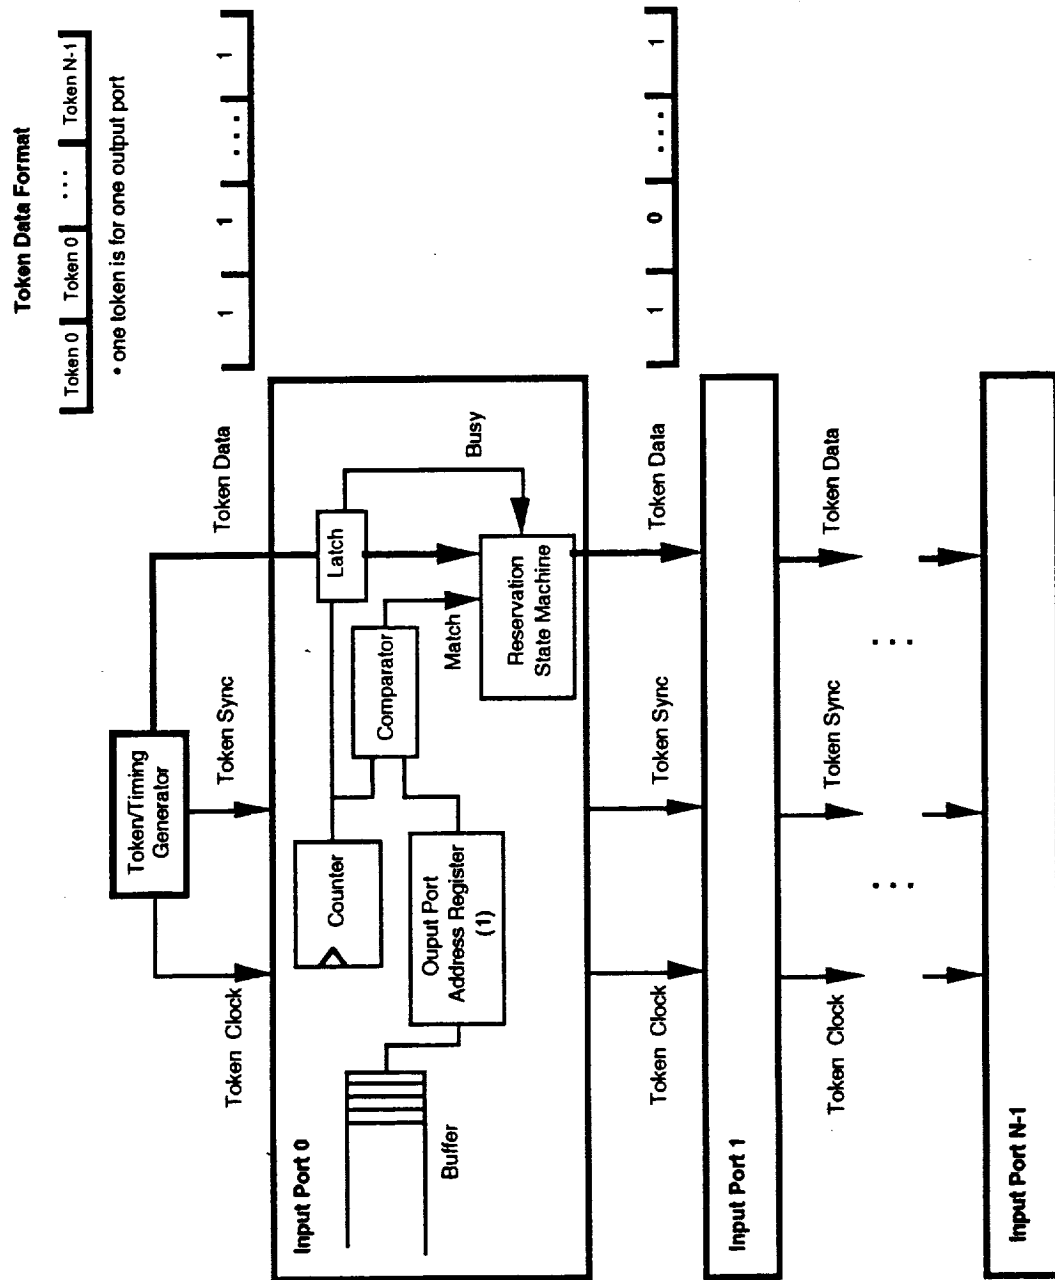 Token Data Format
Token 0 Token 0 ... Token N-1
• one token is for one output port
Token/Timing
Generator
Token Clock
Token Sync
Token Data
1 1 .... 1
Input Port 0
Buffer
Counter
Ouput Port
Address Register
(1)
Comparator
Latch
Match
Busy
Reservation
State Machine
Token Clock
Token Sync
Token Data
1 0 .... 1
Input Port 1
Token Clock
Token Sync
Token Data
... ...
Input Port N-1